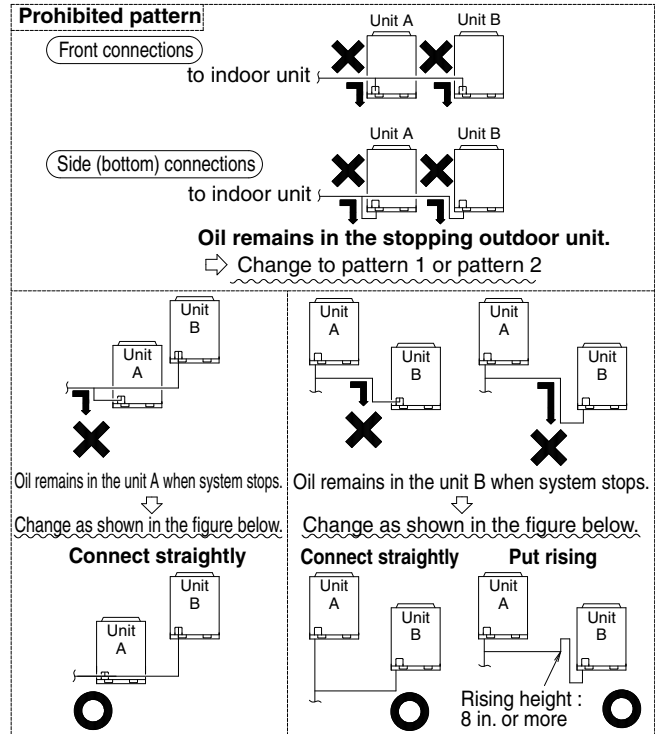 Prohibited pattern
Unit A Unit B
Front connections
to indoor unit
Unit A Unit B
Side (bottom) connections
to indoor unit
Oil remains in the stopping outdoor unit.
Change to pattern 1 or pattern 2
Unit
B
Unit
A
Oil remains in the unit A when system stops.
Change as shown in the figure below.
Connect straightly
Unit
B
Unit
A
Unit
A
Unit
B
Unit
A
Unit
B
Oil remains in the unit B when system stops.
Change as shown in the figure below.
Connect straightly
Put rising
Unit
A
Unit
B
Unit
A
Unit
B
Rising height :
8 in. or more